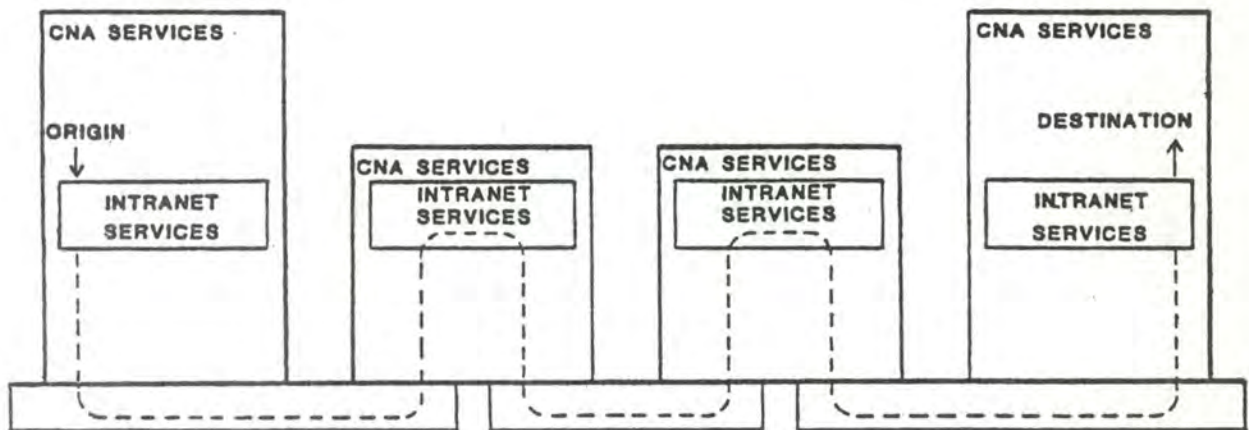 CNA SERVICES
ORIGIN
INTRANET
SERVICES
CNA SERVICES
INTRANET
SERVICES
CNA SERVICES
INTRANET
SERVICES
CNA SERVICES
DESTINATION
INTRANET
SERVICES